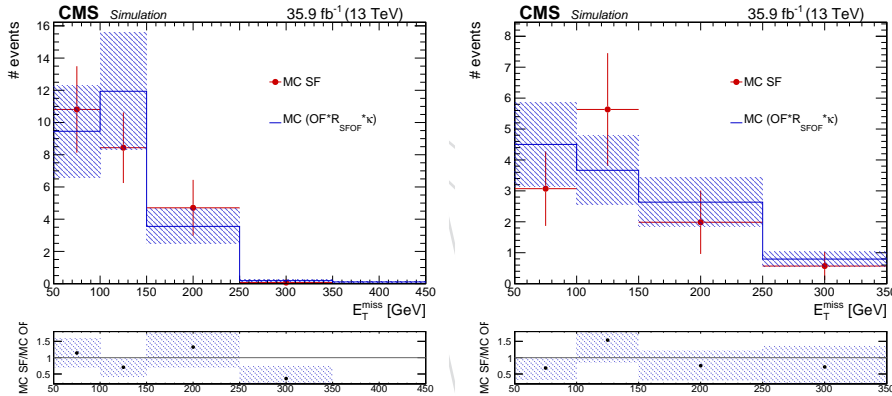 CMS Simulation 35.9 fb⁻¹ (13 TeV)
# events
16
14
12
10
8
6
4
2
0
MC SF
MC (OF*R_SFOF*κ)
50 100 150 200 250 300 350 400 450
E_T^miss [GeV]
MC SF/MC OF
1.5
1
0.5
50 100 150 200 250 300 350 400 450
CMS Simulation 35.9 fb⁻¹ (13 TeV)
# events
8
7
6
5
4
3
2
1
0
MC SF
MC (OF*R_SFOF*κ)
50 100 150 200 250 300 350
E_T^miss [GeV]
MC SF/MC OF
1.5
1
0.5
50 100 150 200 250 300 350